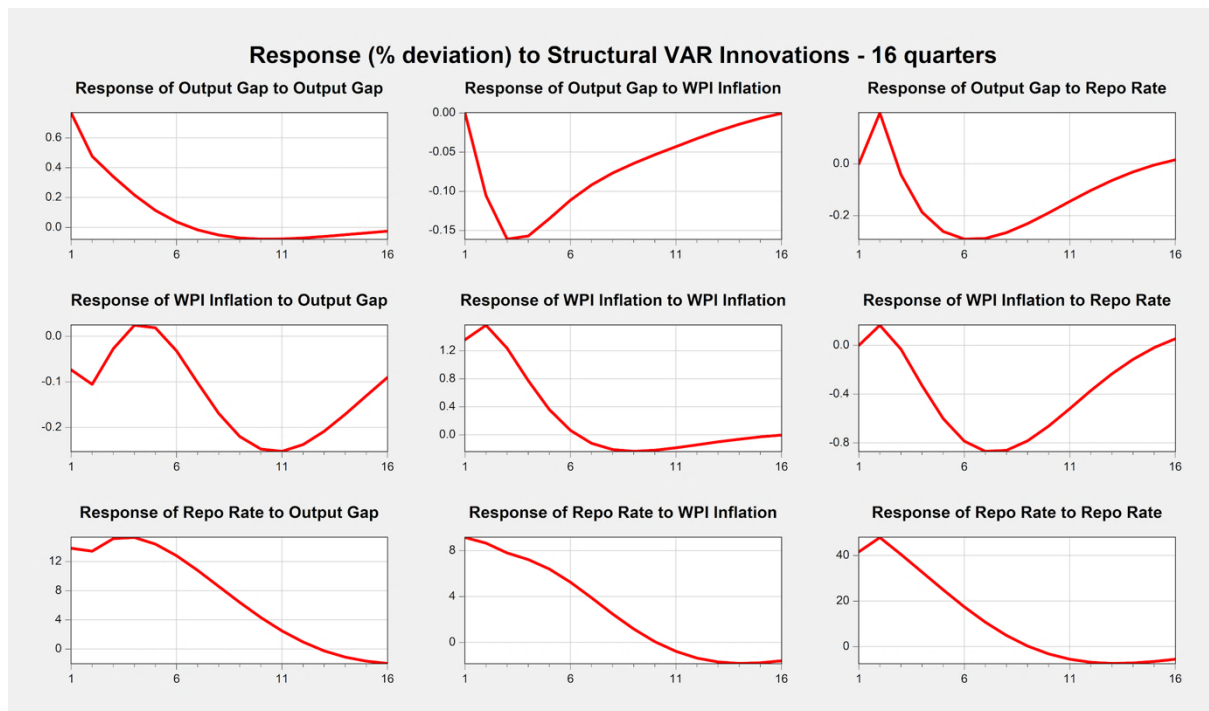 Response (% deviation) to Structural VAR Innovations - 16 quarters
Response of Output Gap to Output Gap
0.6
0.4
0.2
0.0
1 6 11 16
Response of Output Gap to WPI Inflation
0.00
-0.05
-0.10
-0.15
1 6 11 16
Response of Output Gap to Repo Rate
0.0
-0.2
1 6 11 16
Response of WPI Inflation to Output Gap
0.0
-0.1
-0.2
1 6 11 16
Response of WPI Inflation to WPI Inflation
1.2
0.8
0.4
0.0
1 6 11 16
Response of WPI Inflation to Repo Rate
0.0
-0.4
-0.8
1 6 11 16
Response of Repo Rate to Output Gap
12
8
4
0
1 6 11 16
Response of Repo Rate to WPI Inflation
8
4
0
1 6 11 16
Response of Repo Rate to Repo Rate
40
20
0
1 6 11 16